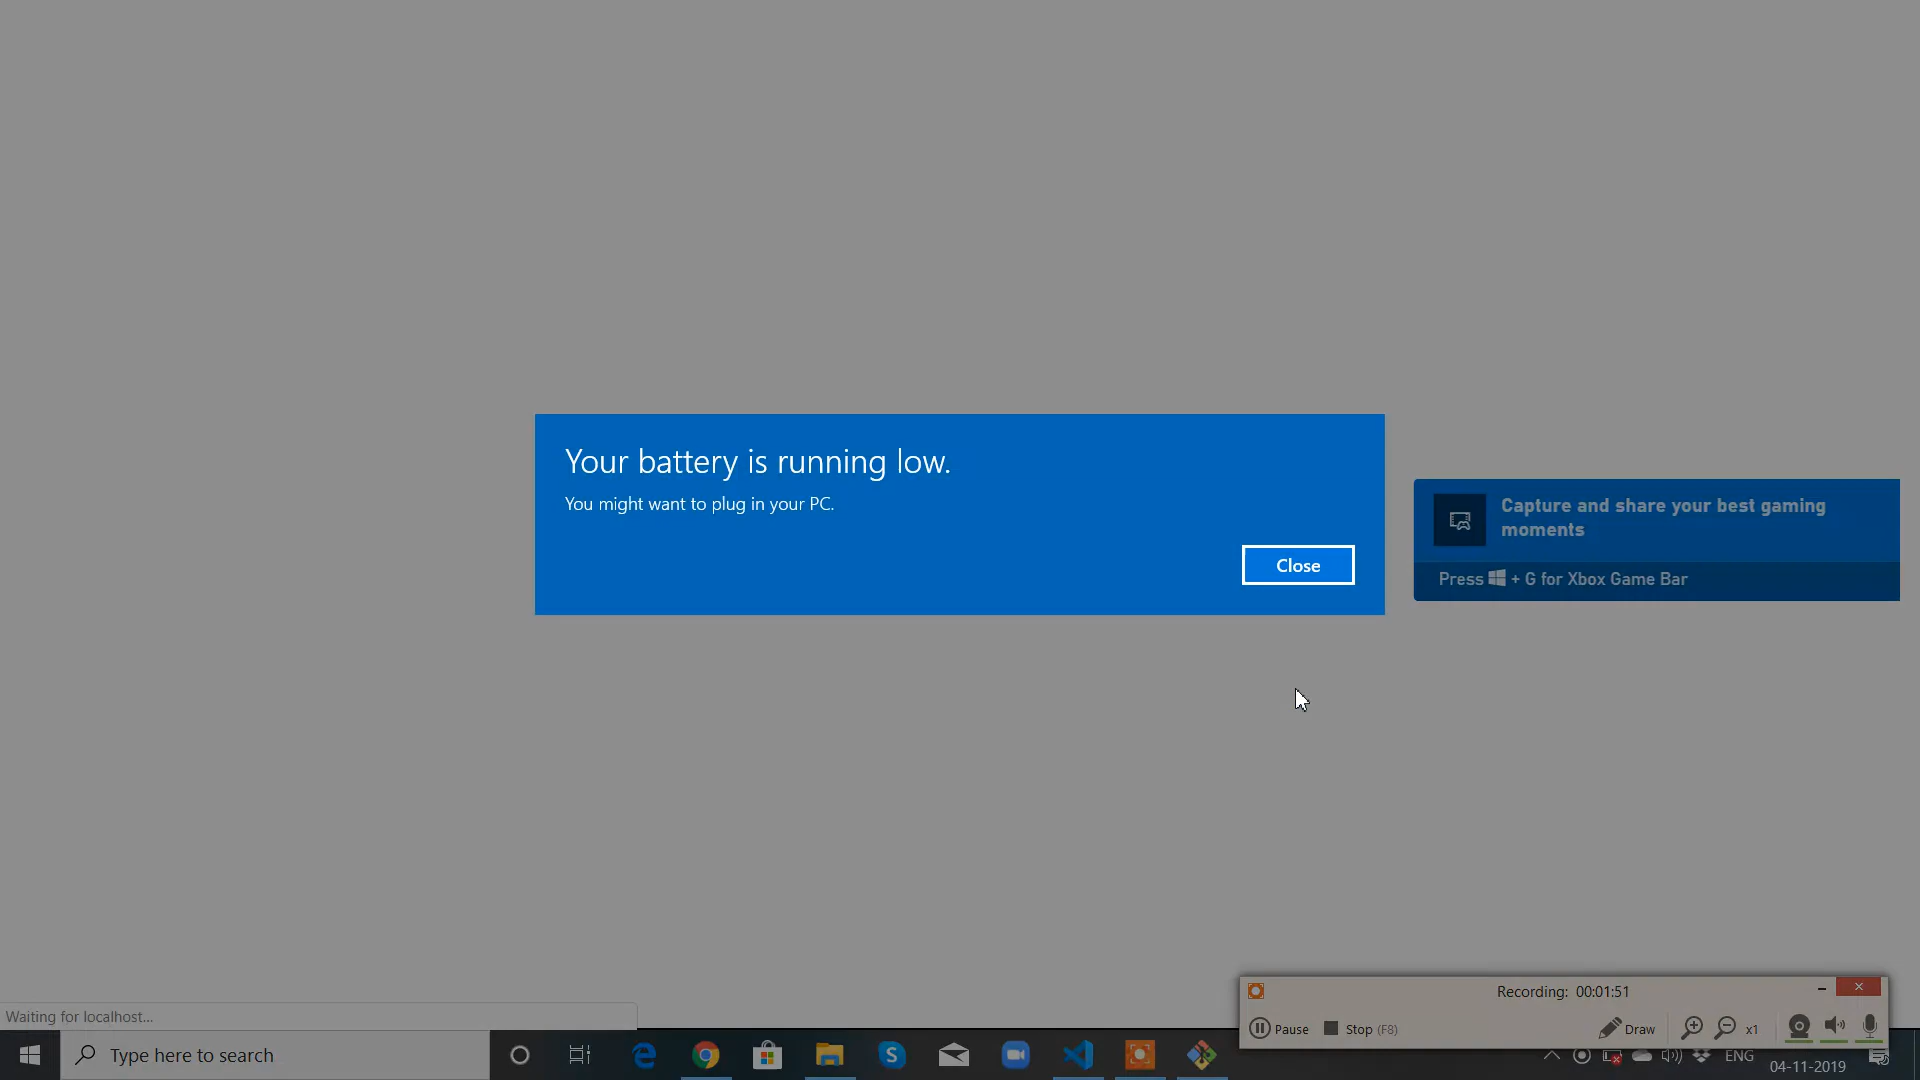 Your battery is running low.
You might want to plug in your PC.
Close
Capture and share your best gaming
moments
Press + G for Xbox Game Bar
Recording: 00:01:51
Pause
Stop (F8)
Draw
x1
Waiting for localhost...
Type here to search
ENG
04-11-2019